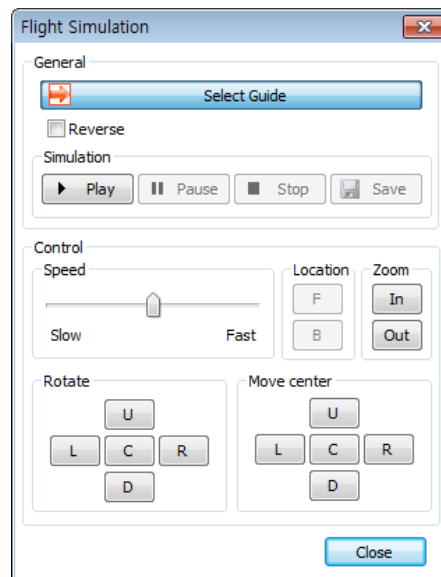 Flight Simulation
General
Select Guide
Reverse
Simulation
Play Pause Stop Save
Control
Speed Location Zoom
F In
Slow Fast B Out
Rotate Move center
U U
L C R L C R
D D
Close